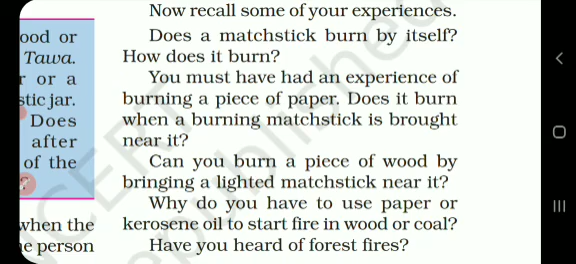 Now recall some of your experiences.
Does a matchstick burn by itself?
How does it burn?
You must have had an experience of
burning a piece of paper. Does it burn
when a burning matchstick is brought
near it?
Can you burn a piece of wood by
bringing a lighted matchstick near it?
Why do you have to use paper or
kerosene oil to start fire in wood or coal?
Have you heard of forest fires?
ood or
Tawa.
r or a
stic jar.
Does
after
of the
when the
e person